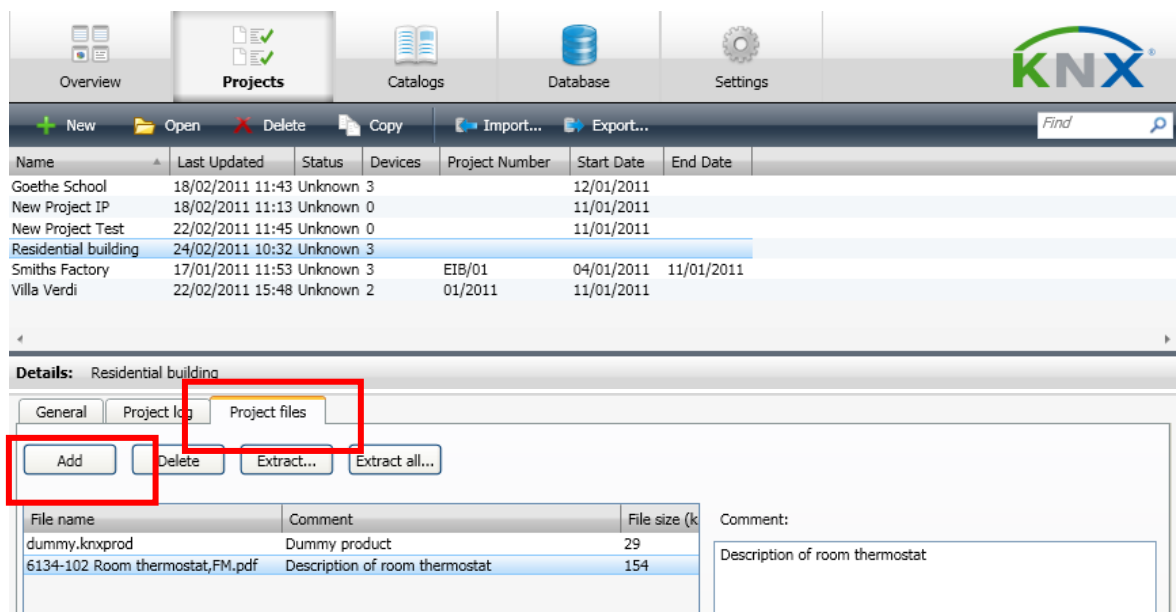 Overview Projects Catalogs Database Settings KNX®
New Open Delete Copy Import... Export... Find
Name Last Updated Status Devices Project Number Start Date End Date
Goethe School 18/02/2011 11:43 Unknown 3 12/01/2011
New Project IP 18/02/2011 11:13 Unknown 0 11/01/2011
New Project Test 22/02/2011 11:45 Unknown 0 11/01/2011
Residential building 24/02/2011 10:32 Unknown 3
Smiths Factory 17/01/2011 11:53 Unknown 3 EIB/01 04/01/2011 11/01/2011
Villa Verdi 22/02/2011 15:48 Unknown 2 01/2011 11/01/2011
Details: Residential building
General Project log Project files
Add Delete Extract... Extract all...
File name Comment File size (k Comment:
dummy.knxprod Dummy product 29
6134-102 Room thermostat,FM.pdf Description of room thermostat 154 Description of room thermostat